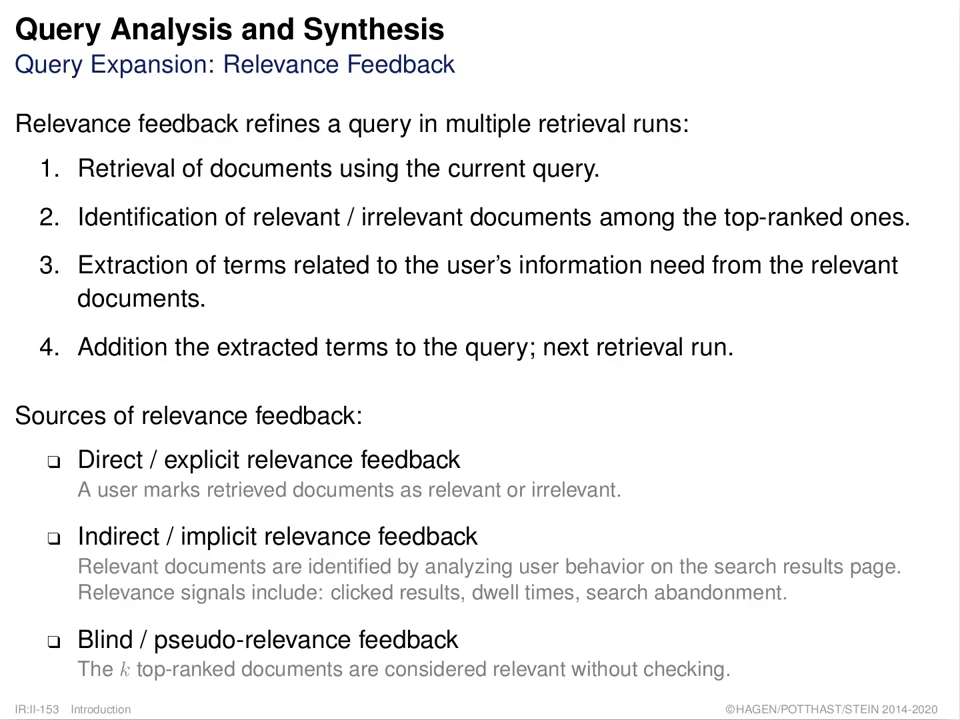 Query Analysis and Synthesis
Query Expansion: Relevance Feedback
Relevance feedback refines a query in multiple retrieval runs:
1. Retrieval of documents using the current query.
2. Identification of relevant / irrelevant documents among the top-ranked ones.
3. Extraction of terms related to the user's information need from the relevant
documents.
4. Addition the extracted terms to the query; next retrieval run.
Sources of relevance feedback:
❑ Direct / explicit relevance feedback
A user marks retrieved documents as relevant or irrelevant.
❑ Indirect / implicit relevance feedback
Relevant documents are identified by analyzing user behavior on the search results page.
Relevance signals include: clicked results, dwell times, search abandonment.
❑ Blind / pseudo-relevance feedback
The k top-ranked documents are considered relevant without checking.
IR:II-153 Introduction ©HAGEN/POTTHAST/STEIN 2014-2020